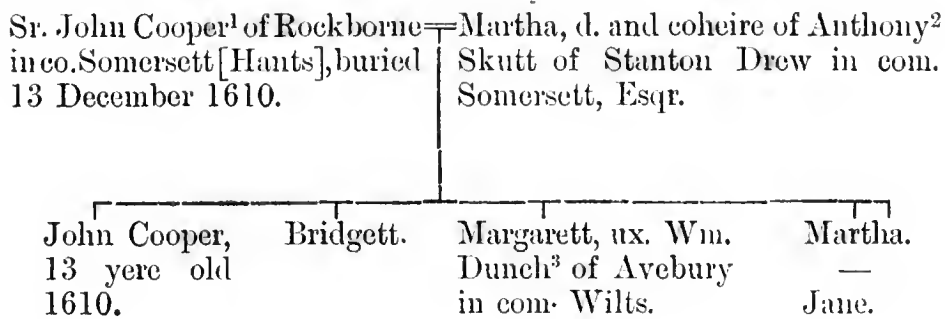 Sr. John Cooper¹ of Rockborne
in co. Somersett [Hants], buried
13 December 1610.
Martha, d. and coheire of Anthony²
Skutt of Stanton Drew in com.
Somersett, Esqr.
John Cooper,
13 yere old
1610.
Bridgett.
Margarett, ux. Wm.
Dunch³ of Avebury
in com. Wilts.
Martha.
—
Jane.